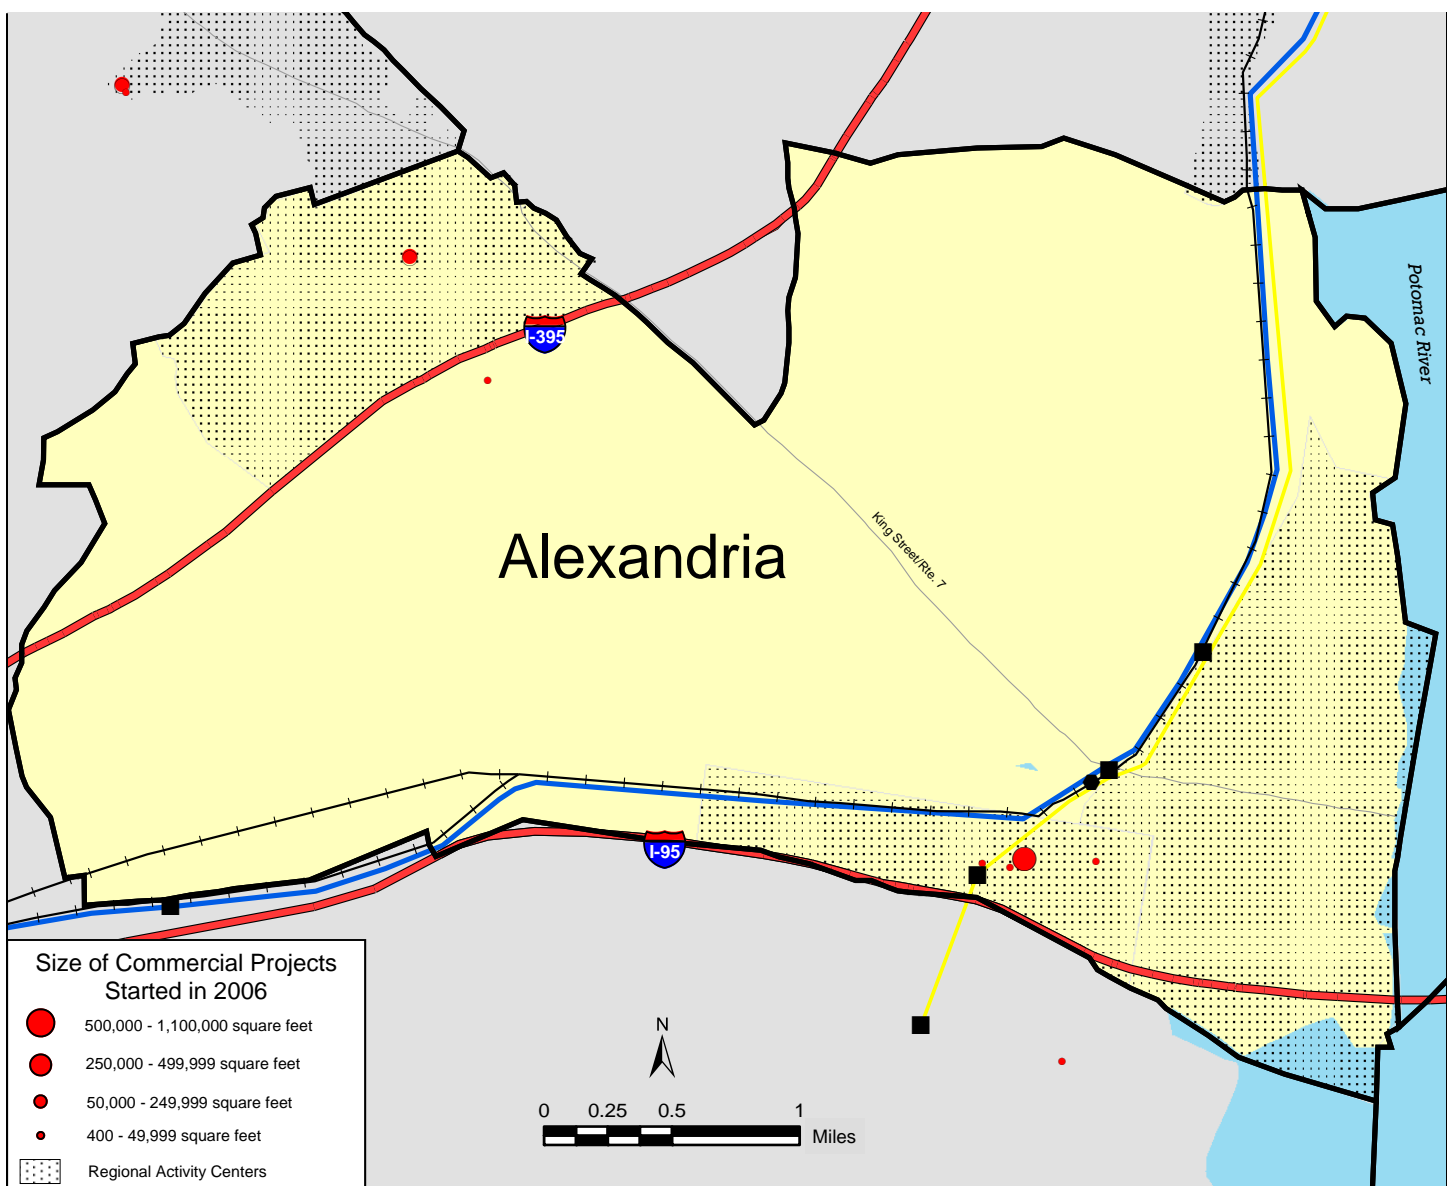 Potomac River
I-395
King Street/Rte. 7
Alexandria
I-95
Size of Commercial Projects
Started in 2006
500,000 - 1,100,000 square feet
250,000 - 499,999 square feet
50,000 - 249,999 square feet
400 - 49,999 square feet
Regional Activity Centers
N
0 0.25 0.5 1
Miles